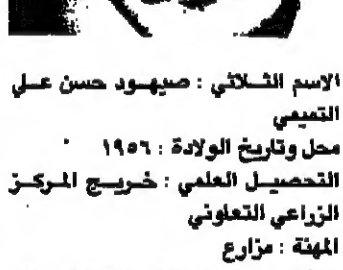 الاسم الثلاثي : صيهود حسن علي
التميمي
محل وتاريخ الولادة : ١٩٥٦
التحصيل العلمي : خريج المركز
الزراعي التعاوني
المهنة : مزارع